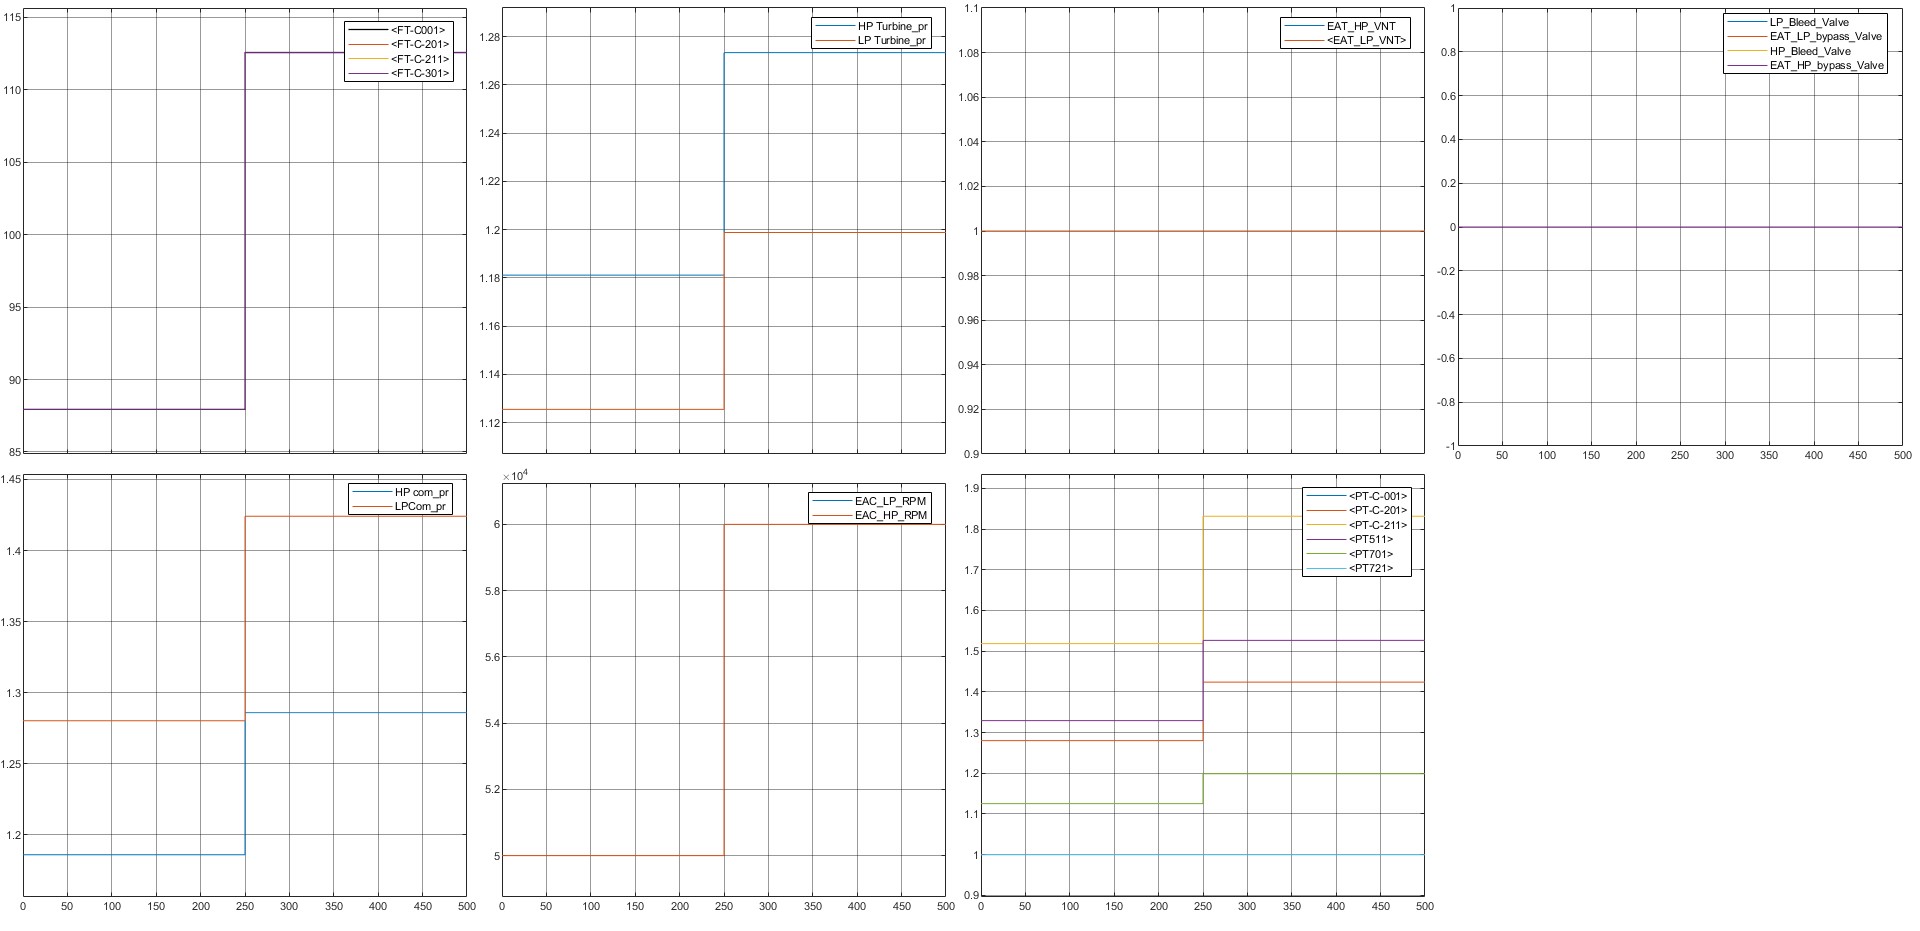 115
110
105
100
95
90
85
<FT-C001>
<FT-C-201>
<FT-C-211>
<FT-C-301>
1.28
1.26
1.24
1.22
1.2
1.18
1.16
1.14
1.12
HP Turbine_pr
LP Turbine_pr
1.1
1.08
1.06
1.04
1.02
1
0.98
0.96
0.94
0.92
0.9
EAT_HP_VNT
<EAT_LP_VNT>
1
0.8
0.6
0.4
0.2
0
-0.2
-0.4
-0.6
-0.8
-1
LP_Bleed_Valve
EAT_LP_bypass_Valve
HP_Bleed_Valve
EAT_HP_bypass_Valve
0 50 100 150 200 250 300 350 400 450 500
1.45
1.4
1.35
1.3
1.25
1.2
HP com_pr
LPCom_pr
0 50 100 150 200 250 300 350 400 450 500
×10^4
6
5.8
5.6
5.4
5.2
5
EAC_LP_RPM
EAC_HP_RPM
0 50 100 150 200 250 300 350 400 450 500
1.9
1.8
1.7
1.6
1.5
1.4
1.3
1.2
1.1
1
0.9
<PT-C-001>
<PT-C-201>
<PT-C-211>
<PT511>
<PT701>
<PT721>
0 50 100 150 200 250 300 350 400 450 500